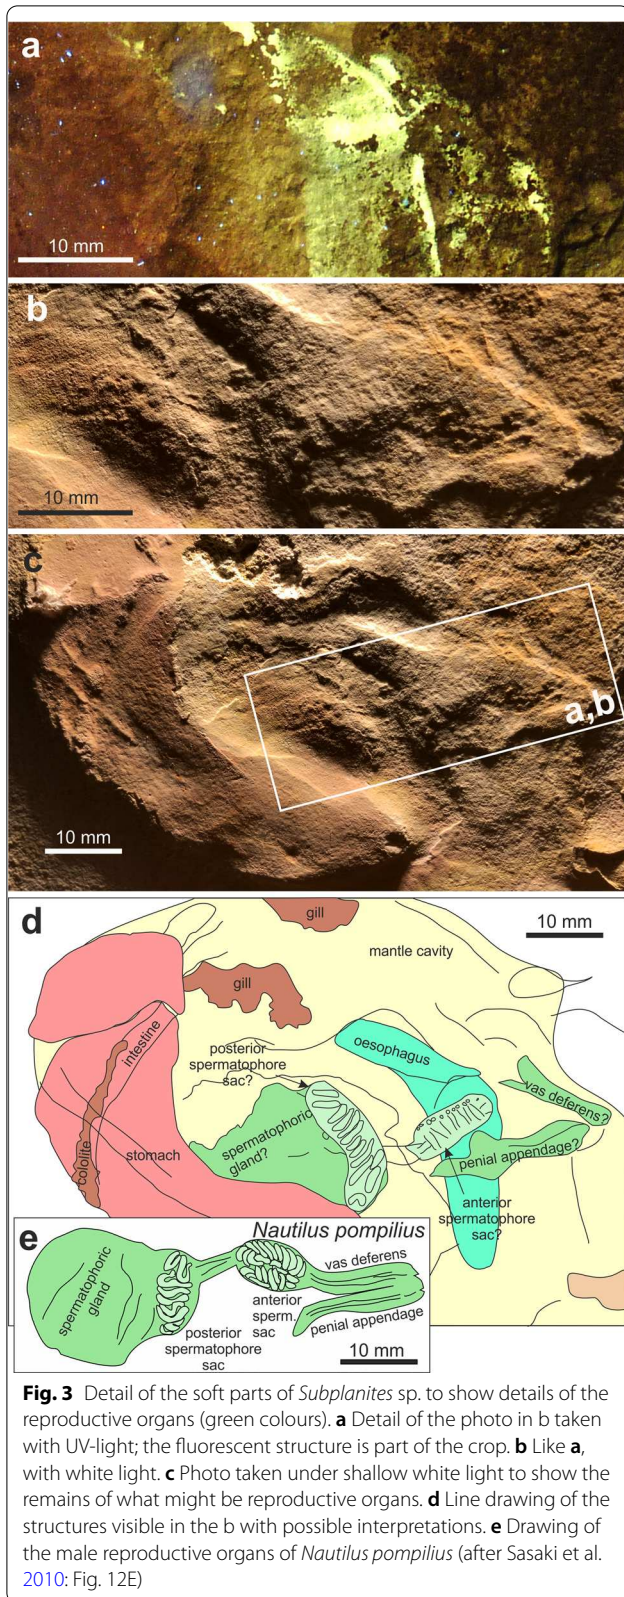 a
10 mm
b
10 mm
c
a,b
10 mm
d
gill
10 mm
mantle cavity
gill
intestine
posterior
spermatophore
sac?
oesophagus
vas deferens?
cololite
stomach
spermatophoric
gland?
penial appendage?
anterior
spermatophore
sac?
e
Nautilus pompilius
spermatophoric
gland
vas deferens
anterior
sperm.
sac
penial appendage
posterior
spermatophore
sac
10 mm
Fig. 3 Detail of the soft parts of Subplanites sp. to show details of the
reproductive organs (green colours). a Detail of the photo in b taken
with UV-light; the fluorescent structure is part of the crop. b Like a,
with white light. c Photo taken under shallow white light to show the
remains of what might be reproductive organs. d Line drawing of the
structures visible in the b with possible interpretations. e Drawing of
the male reproductive organs of Nautilus pompilius (after Sasaki et al.
2010: Fig. 12E)